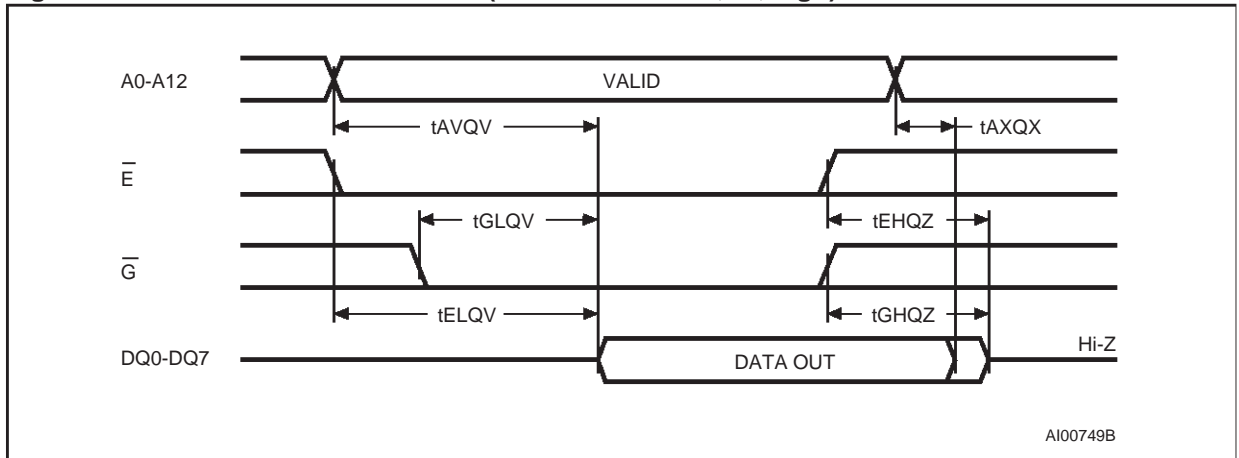 A0-A12
VALID
tAVQV
tAXQX
E
tGLQV
tEHQZ
G
tELQV
tGHQZ
DQ0-DQ7
DATA OUT
Hi-Z
AI00749B